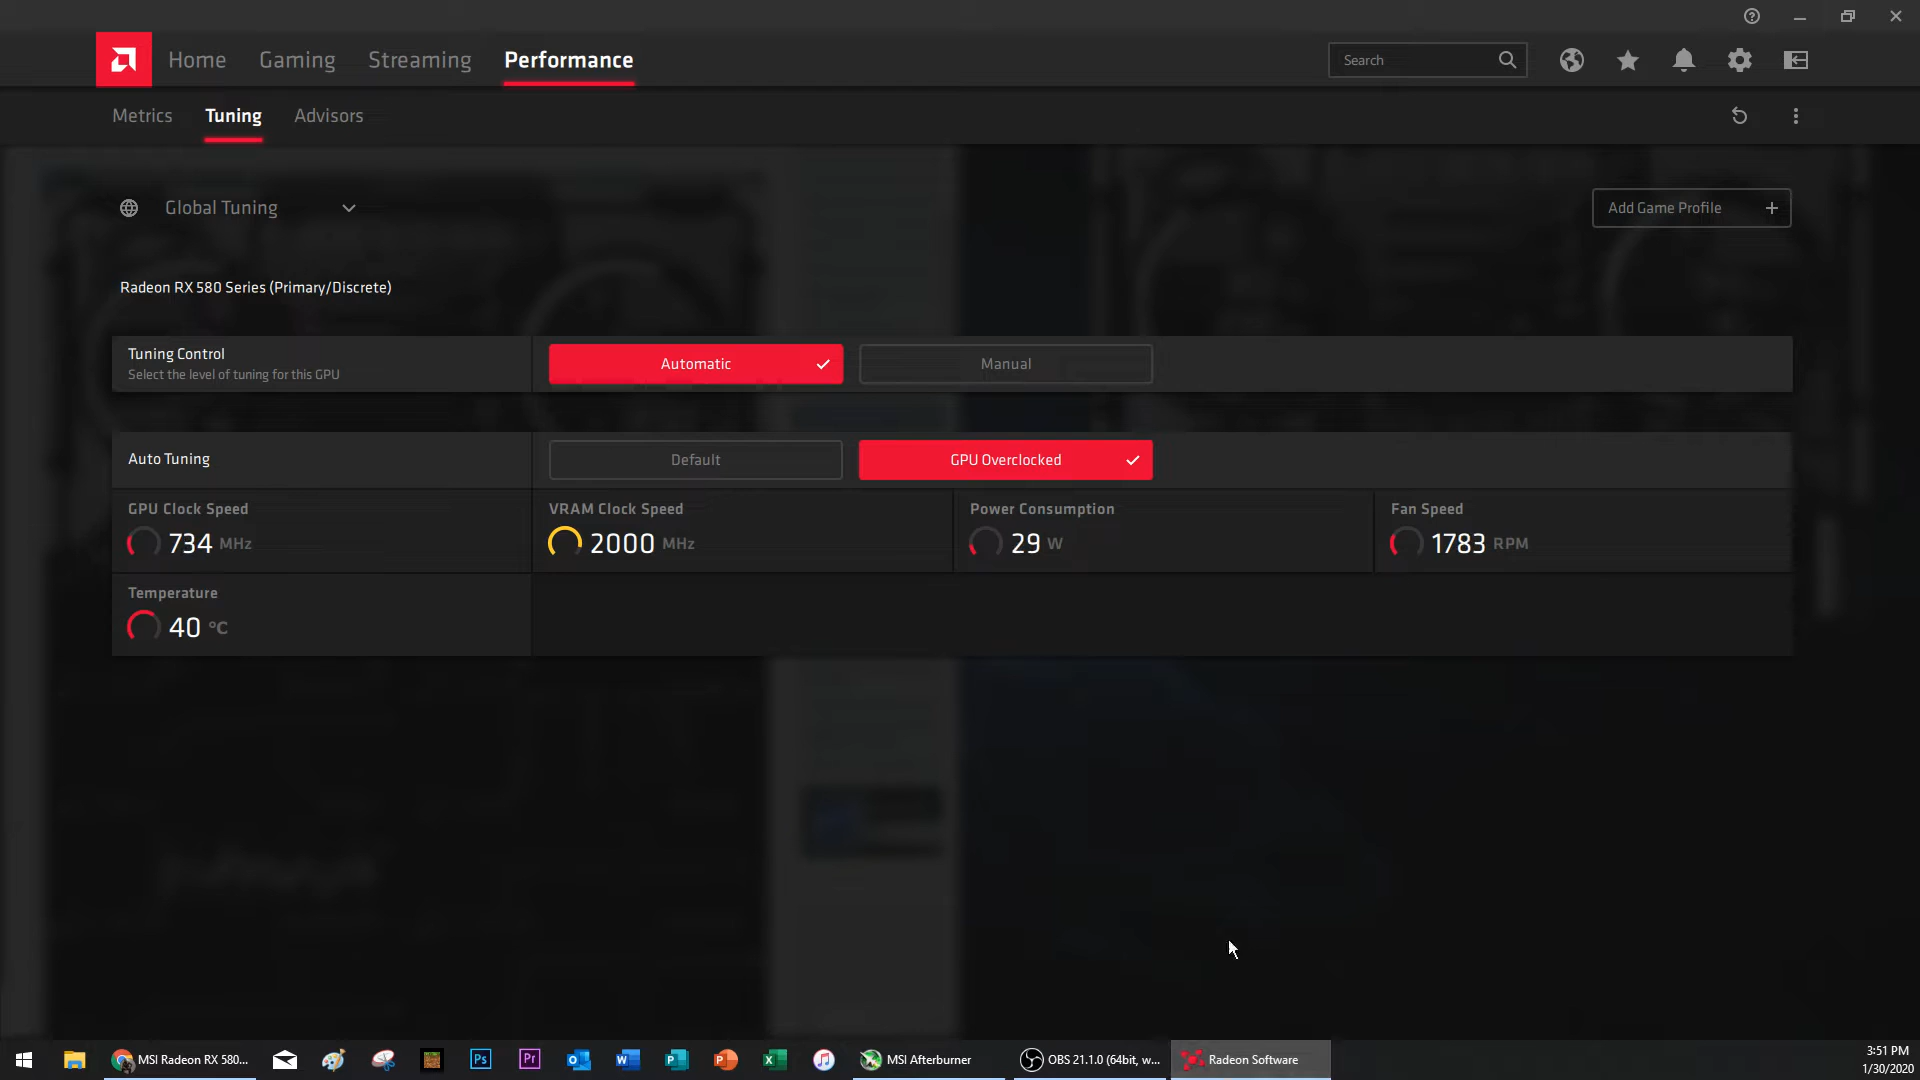 Home Gaming Streaming Performance Search
Metrics Tuning Advisors
Global Tuning Add Game Profile +
Radeon RX 580 Series (Primary/Discrete)
Tuning Control
Select the level of tuning for this GPU
Automatic Manual
Auto Tuning Default GPU Overclocked
GPU Clock Speed VRAM Clock Speed Power Consumption Fan Speed
734 MHz 2000 MHz 29 W 1783 RPM
Temperature
40 °C
MSI Radeon RX 580... Ps Pr MSI Afterburner OBS 21.1.0 (64bit, w... Radeon Software
3:51 PM
1/30/2020